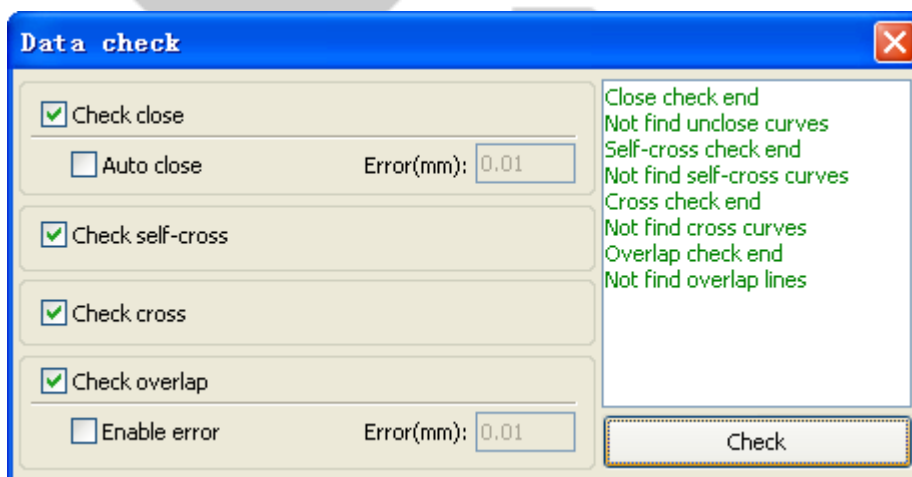 Data check
Check close
Auto close Error(mm): 0.01
Check self-cross
Check cross
Check overlap
Enable error Error(mm): 0.01
Close check end
Not find unclose curves
Self-cross check end
Not find self-cross curves
Cross check end
Not find cross curves
Overlap check end
Not find overlap lines
Check